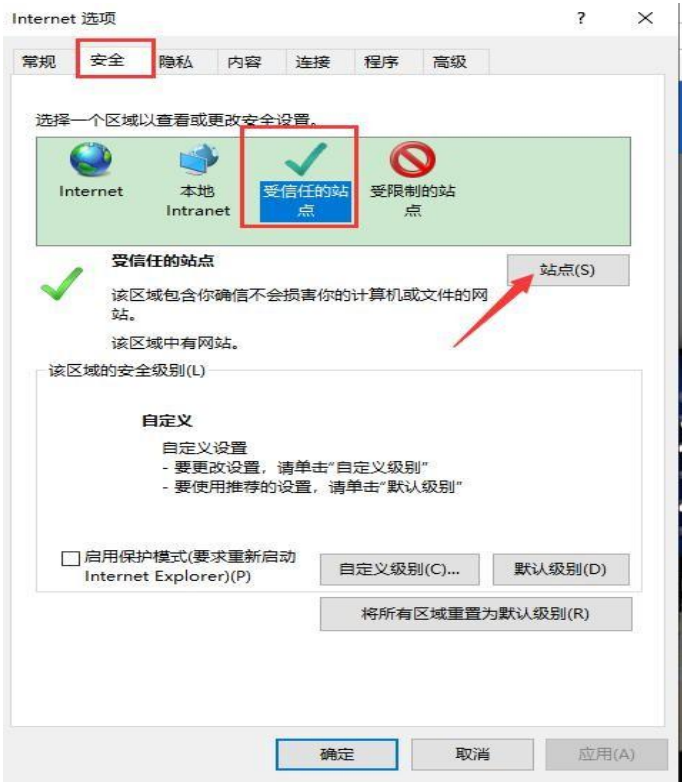 Internet 选项
? ×
常规 安全 隐私 内容 连接 程序 高级
选择一个区域以查看或更改安全设置。
Internet
本地
Intranet
受信任的站
点
受限制的站
点
受信任的站点
站点(S)
该区域包含你确信不会损害你的计算机或文件的网
站。
该区域中有网站。
该区域的安全级别(L)
自定义
自定义设置
- 要更改设置，请单击“自定义级别”
- 要使用推荐的设置，请单击“默认级别”
启用保护模式(要求重新启动
Internet Explorer)(P)
自定义级别(C)...
默认级别(D)
将所有区域重置为默认级别(R)
确定 取消 应用(A)